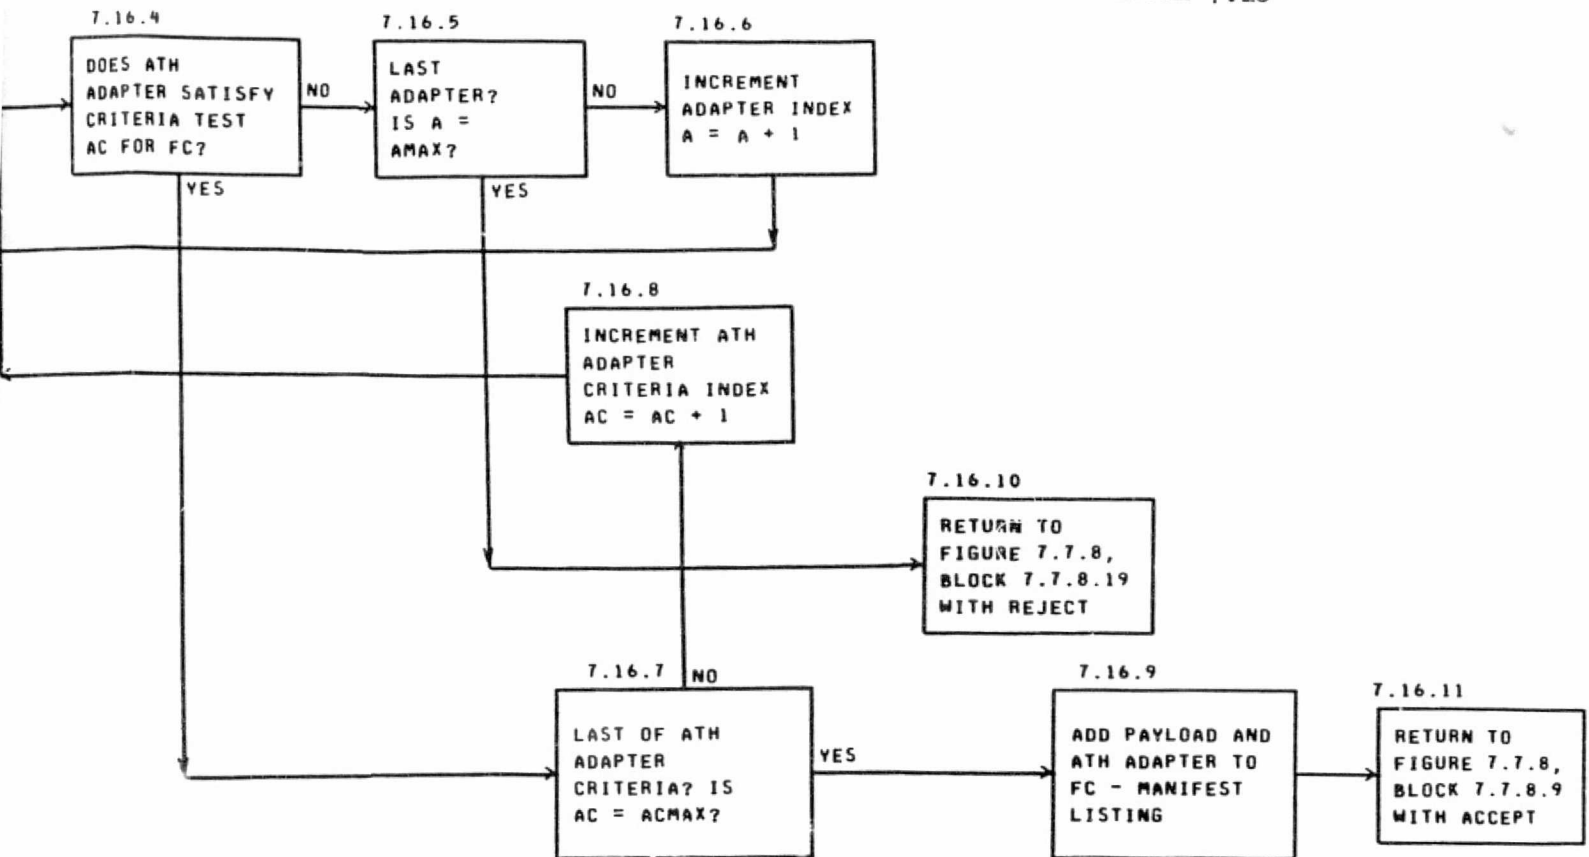 7.16.4
DOES ATH
ADAPTER SATISFY
CRITERIA TEST
AC FOR FC?
NO
YES
7.16.5
LAST
ADAPTER?
IS A =
AMAX?
NO
YES
7.16.6
INCREMENT
ADAPTER INDEX
A = A + 1
7.16.8
INCREMENT ATH
ADAPTER
CRITERIA INDEX
AC = AC + 1
7.16.10
RETURN TO
FIGURE 7.7.8,
BLOCK 7.7.8.19
WITH REJECT
7.16.7
NO
LAST OF ATH
ADAPTER
CRITERIA? IS
AC = ACMAX?
YES
7.16.9
ADD PAYLOAD AND
ATH ADAPTER TO
FC - MANIFEST
LISTING
7.16.11
RETURN TO
FIGURE 7.7.8,
BLOCK 7.7.8.9
WITH ACCEPT